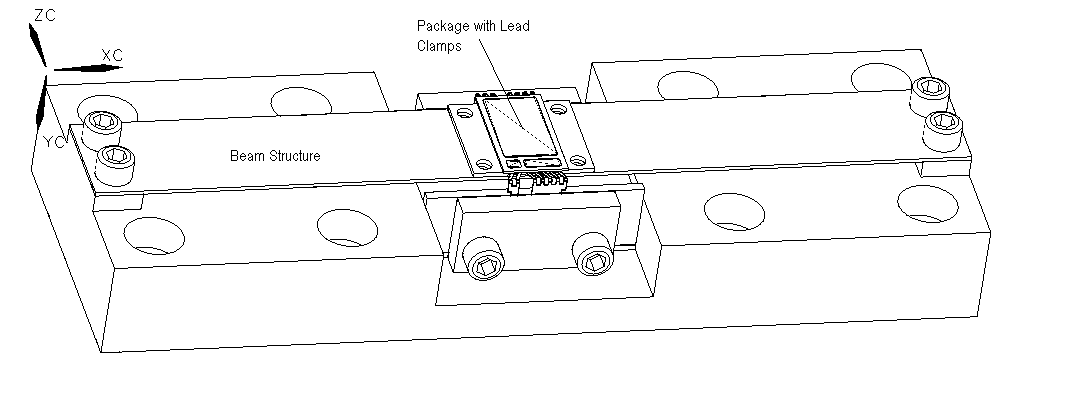 ZC
XC
YC
Package with Lead
Clamps
Beam Structure